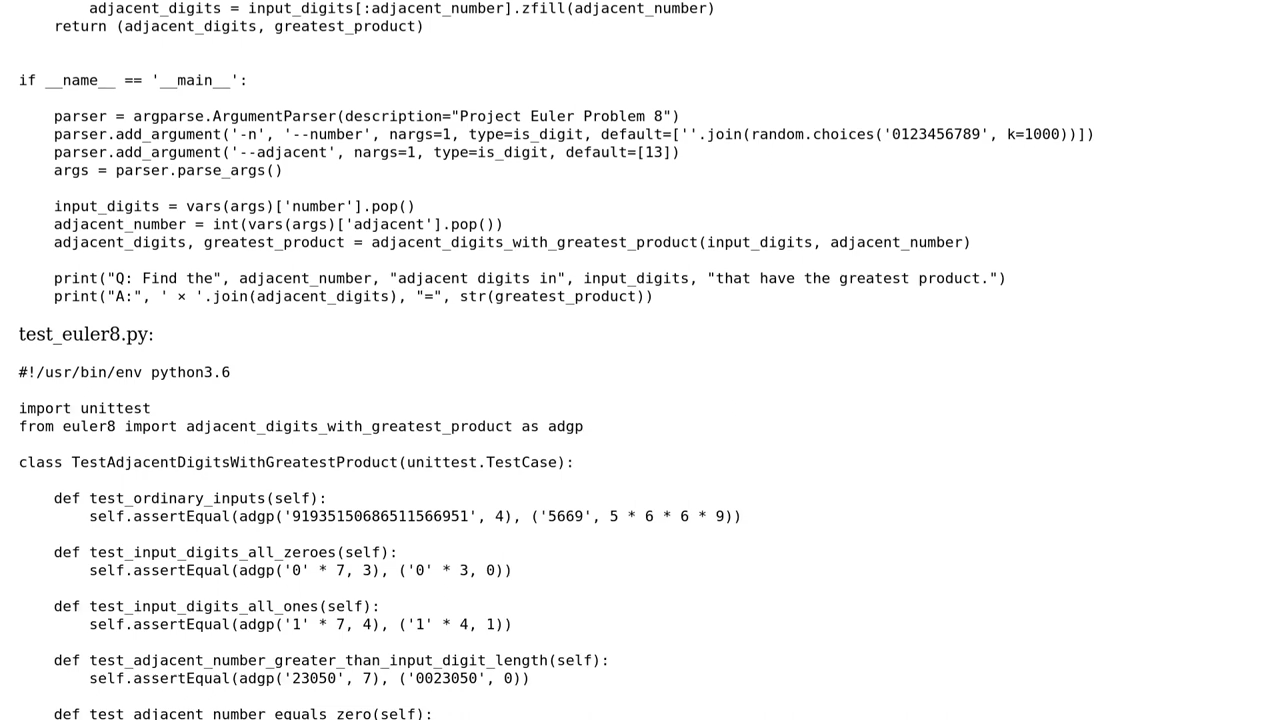 adjacent_digits = input_digits[:adjacent_number].zfill(adjacent_number)
    return (adjacent_digits, greatest_product)


if __name__ == '__main__':

    parser = argparse.ArgumentParser(description="Project Euler Problem 8")
    parser.add_argument('-n', '--number', nargs=1, type=is_digit, default=[''.join(random.choices('0123456789', k=1000))])
    parser.add_argument('--adjacent', nargs=1, type=is_digit, default=[13])
    args = parser.parse_args()

    input_digits = vars(args)['number'].pop()
    adjacent_number = int(vars(args)['adjacent'].pop())
    adjacent_digits, greatest_product = adjacent_digits_with_greatest_product(input_digits, adjacent_number)

    print("Q: Find the", adjacent_number, "adjacent digits in", input_digits, "that have the greatest product.")
    print("A:", ' × '.join(adjacent_digits), "=", str(greatest_product))

test_euler8.py:

#!/usr/bin/env python3.6

import unittest
from euler8 import adjacent_digits_with_greatest_product as adgp

class TestAdjacentDigitsWithGreatestProduct(unittest.TestCase):

    def test_ordinary_inputs(self):
        self.assertEqual(adgp('91935150686511566951', 4), ('5669', 5 * 6 * 6 * 9))

    def test_input_digits_all_zeroes(self):
        self.assertEqual(adgp('0' * 7, 3), ('0' * 3, 0))

    def test_input_digits_all_ones(self):
        self.assertEqual(adgp('1' * 7, 4), ('1' * 4, 1))

    def test_adjacent_number_greater_than_input_digit_length(self):
        self.assertEqual(adgp('23050', 7), ('0023050', 0))

    def test_adjacent_number_equals_zero(self):